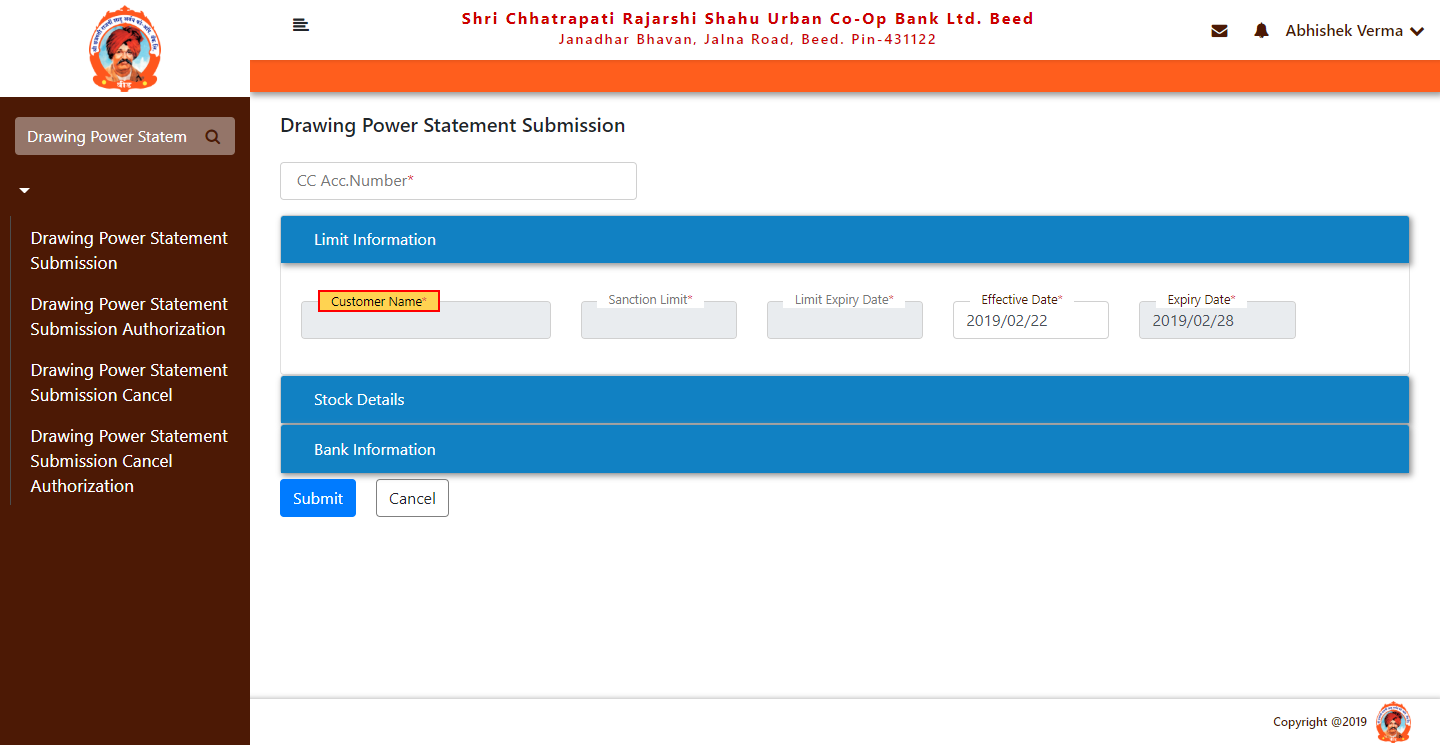 Shri Chhatrapati Rajarshi Shahu Urban Co-Op Bank Ltd. Beed
Janadhar Bhavan, Jalna Road, Beed. Pin-431122
Abhishek Verma
Drawing Power Statem
Drawing Power Statement
Submission
Drawing Power Statement
Submission Authorization
Drawing Power Statement
Submission Cancel
Drawing Power Statement
Submission Cancel
Authorization
Drawing Power Statement Submission
CC Acc.Number*
Limit Information
Customer Name*
Sanction Limit*
Limit Expiry Date*
Effective Date*
2019/02/22
Expiry Date*
2019/02/28
Stock Details
Bank Information
Submit
Cancel
Copyright @2019